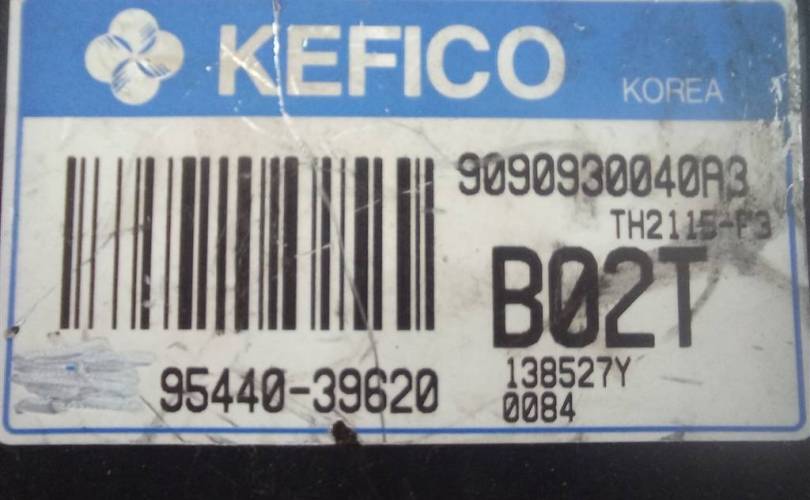 KEFICO
KOREA
9090930040A3
TH2115-F3
B02T
95440-39620
138527Y
0084